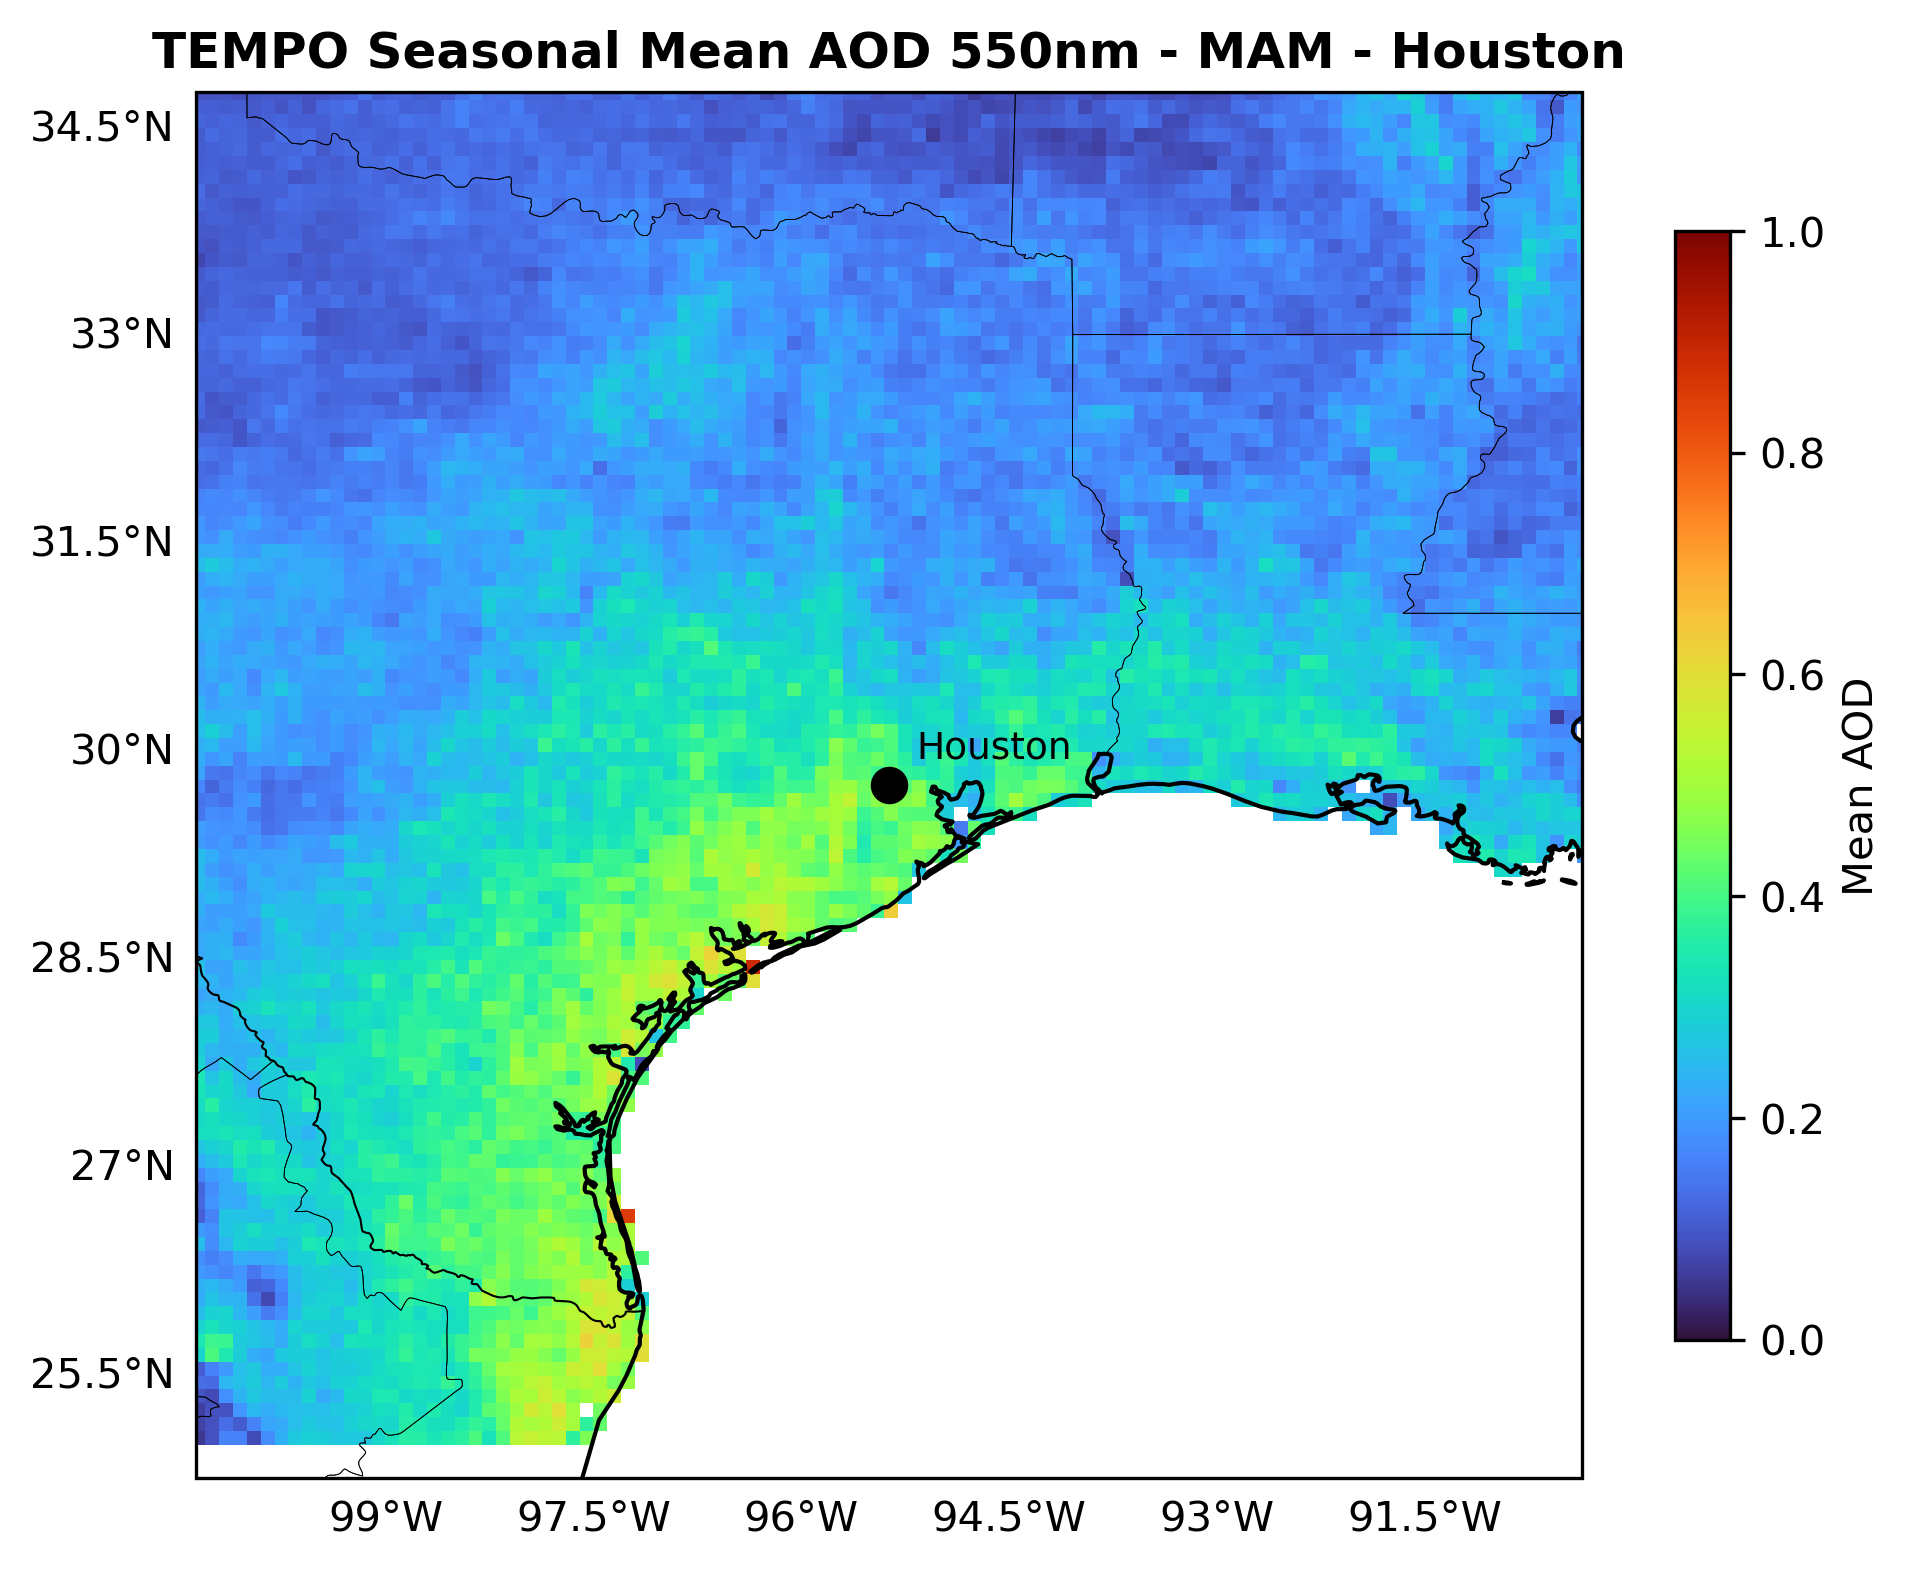 TEMPO Seasonal Mean AOD 550nm - MAM - Houston
34.5°N
33°N
31.5°N
30°N
28.5°N
27°N
25.5°N
Houston
99°W
97.5°W
96°W
94.5°W
93°W
91.5°W
1.0
0.8
0.6
0.4
0.2
0.0
Mean AOD